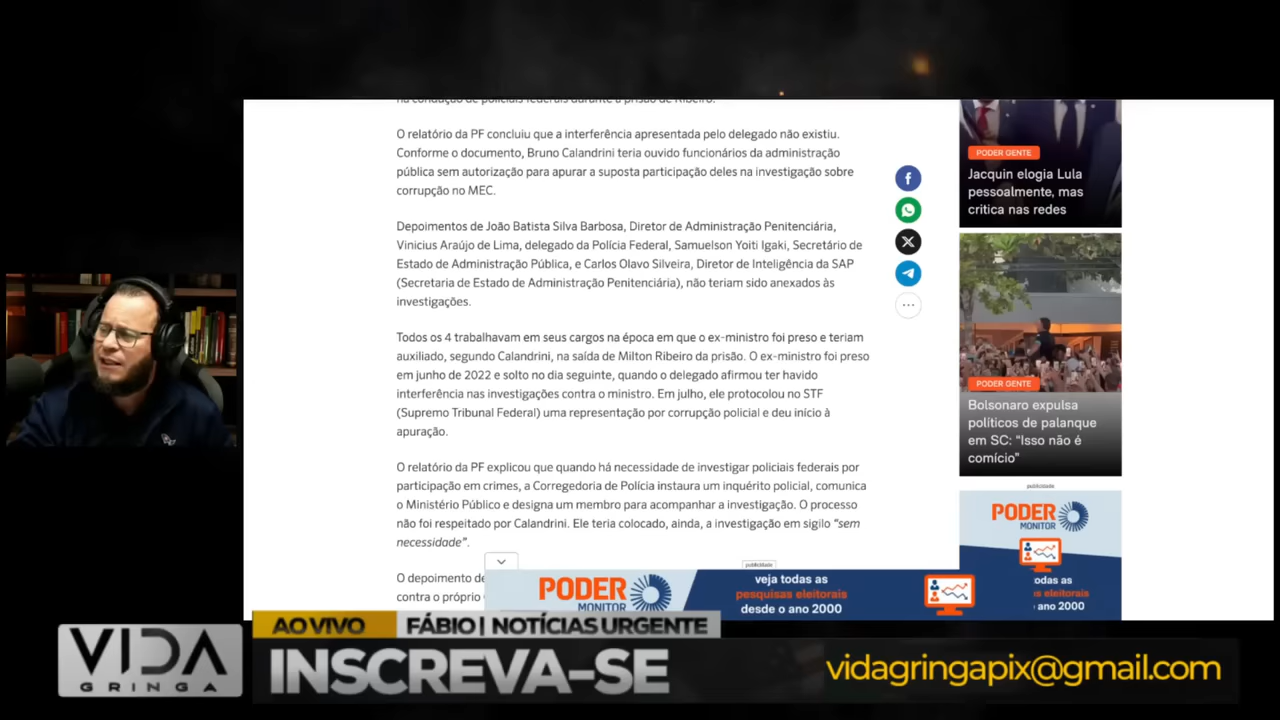 na condução de policiais federais durante a prisão de Ribeiro.
O relatório da PF concluiu que a interferência apresentada pelo delegado não existiu.
Conforme o documento, Bruno Calandrini teria ouvido funcionários da administração
pública sem autorização para apurar a suposta participação deles na investigação sobre
corrupção no MEC.
Depoimentos de João Batista Silva Barbosa, Diretor de Administração Penitenciária,
Vinicius Araújo de Lima, delegado da Polícia Federal, Samuelson Yoiti Igaki, Secretário de
Estado de Administração Pública, e Carlos Olavo Silveira, Diretor de Inteligência da SAP
(Secretaria de Estado de Administração Penitenciária), não teriam sido anexados às
investigações.
Todos os 4 trabalhavam em seus cargos na época em que o ex-ministro foi preso e teriam
auxiliado, segundo Calandrini, na saída de Milton Ribeiro da prisão. O ex-ministro foi preso
em junho de 2022 e solto no dia seguinte, quando o delegado afirmou ter havido
interferência nas investigações contra o ministro. Em julho, ele protocolou no STF
(Supremo Tribunal Federal) uma representação por corrupção policial e deu início à
apuração.
O relatório da PF explicou que quando há necessidade de investigar policiais federais por
participação em crimes, a Corregedoria de Polícia instaura um inquérito policial, comunica
o Ministério Público e designa um membro para acompanhar a investigação. O processo
não foi respeitado por Calandrini. Ele teria colocado, ainda, a investigação em sigilo “sem
necessidade”.
O depoimento de
contra o próprio
PODER GENTE
Jacquin elogia Lula
pessoalmente, mas
critica nas redes
PODER GENTE
Bolsonaro expulsa
políticos de palanque
em SC: “Isso não é
comício”
publicidade
PODER
MONITOR
todas as
s eleitorais
ano 2000
publicidade
PODER
MONITOR
veja todas as
pesquisas eleitorais
desde o ano 2000
AO VIVO
FÁBIO | NOTÍCIAS URGENTE
VIDA
GRINGA
INSCREVA-SE
vidagringapix@gmail.com